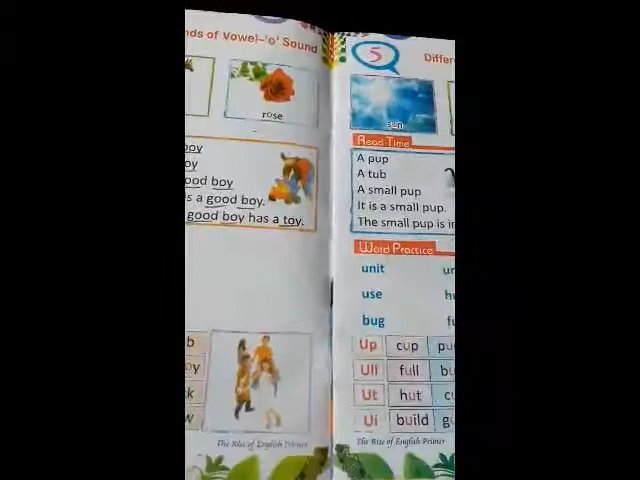 nds of Vowel-'o' Sound
rose
boy
oy
ood boy
s a good boy.
good boy has a toy.
b
oy
k
w
The Rise of English Primer
5
Differ
sun
Read Time
A pup
A tub
A small pup
It is a small pup.
The small pup is in
Word Practice
unit
use
bug
Up cup pu
Ull full bu
Ut hut
Ui build
The Rise of English Primer